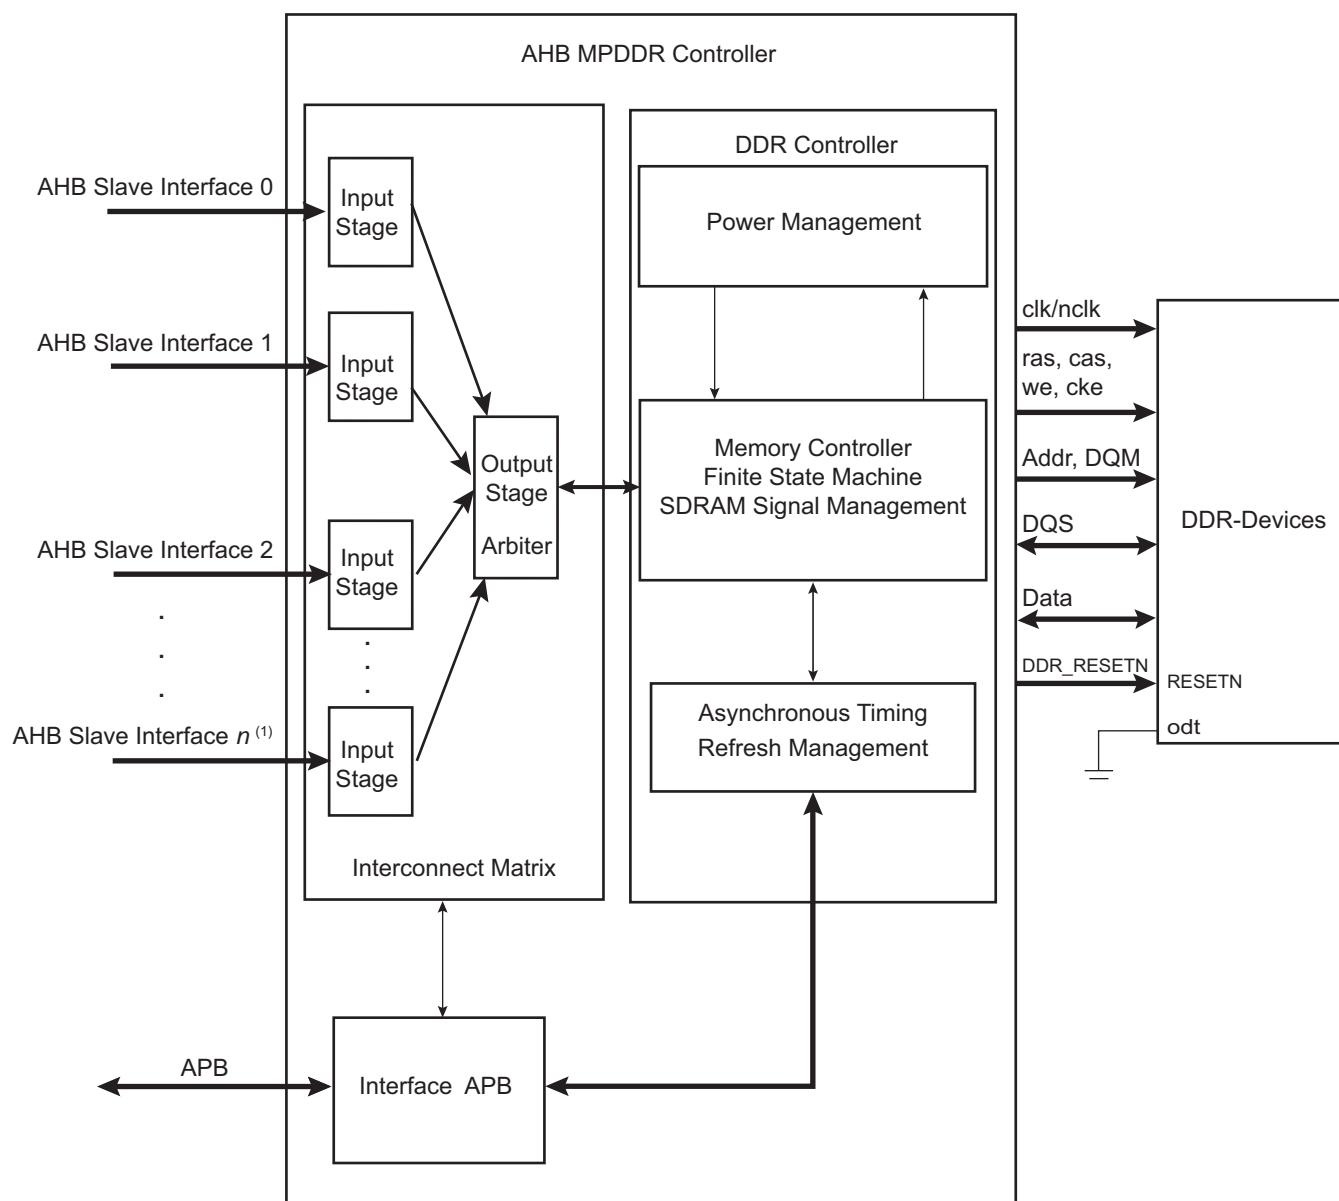 AHB MPDDR Controller
DDR Controller
AHB Slave Interface 0
Input
Stage
Power Management
AHB Slave Interface 1
Input
Stage
clk/nclk
ras, cas,
we, cke
Output
Stage
Arbiter
Memory Controller
Finite State Machine
SDRAM Signal Management
Addr, DQM
DQS
DDR-Devices
AHB Slave Interface 2
Input
Stage
.
.
.
.
.
.
Data
DDR_RESETN
RESETN
odt
AHB Slave Interface n (1)
Input
Stage
Asynchronous Timing
Refresh Management
Interconnect Matrix
APB
Interface APB